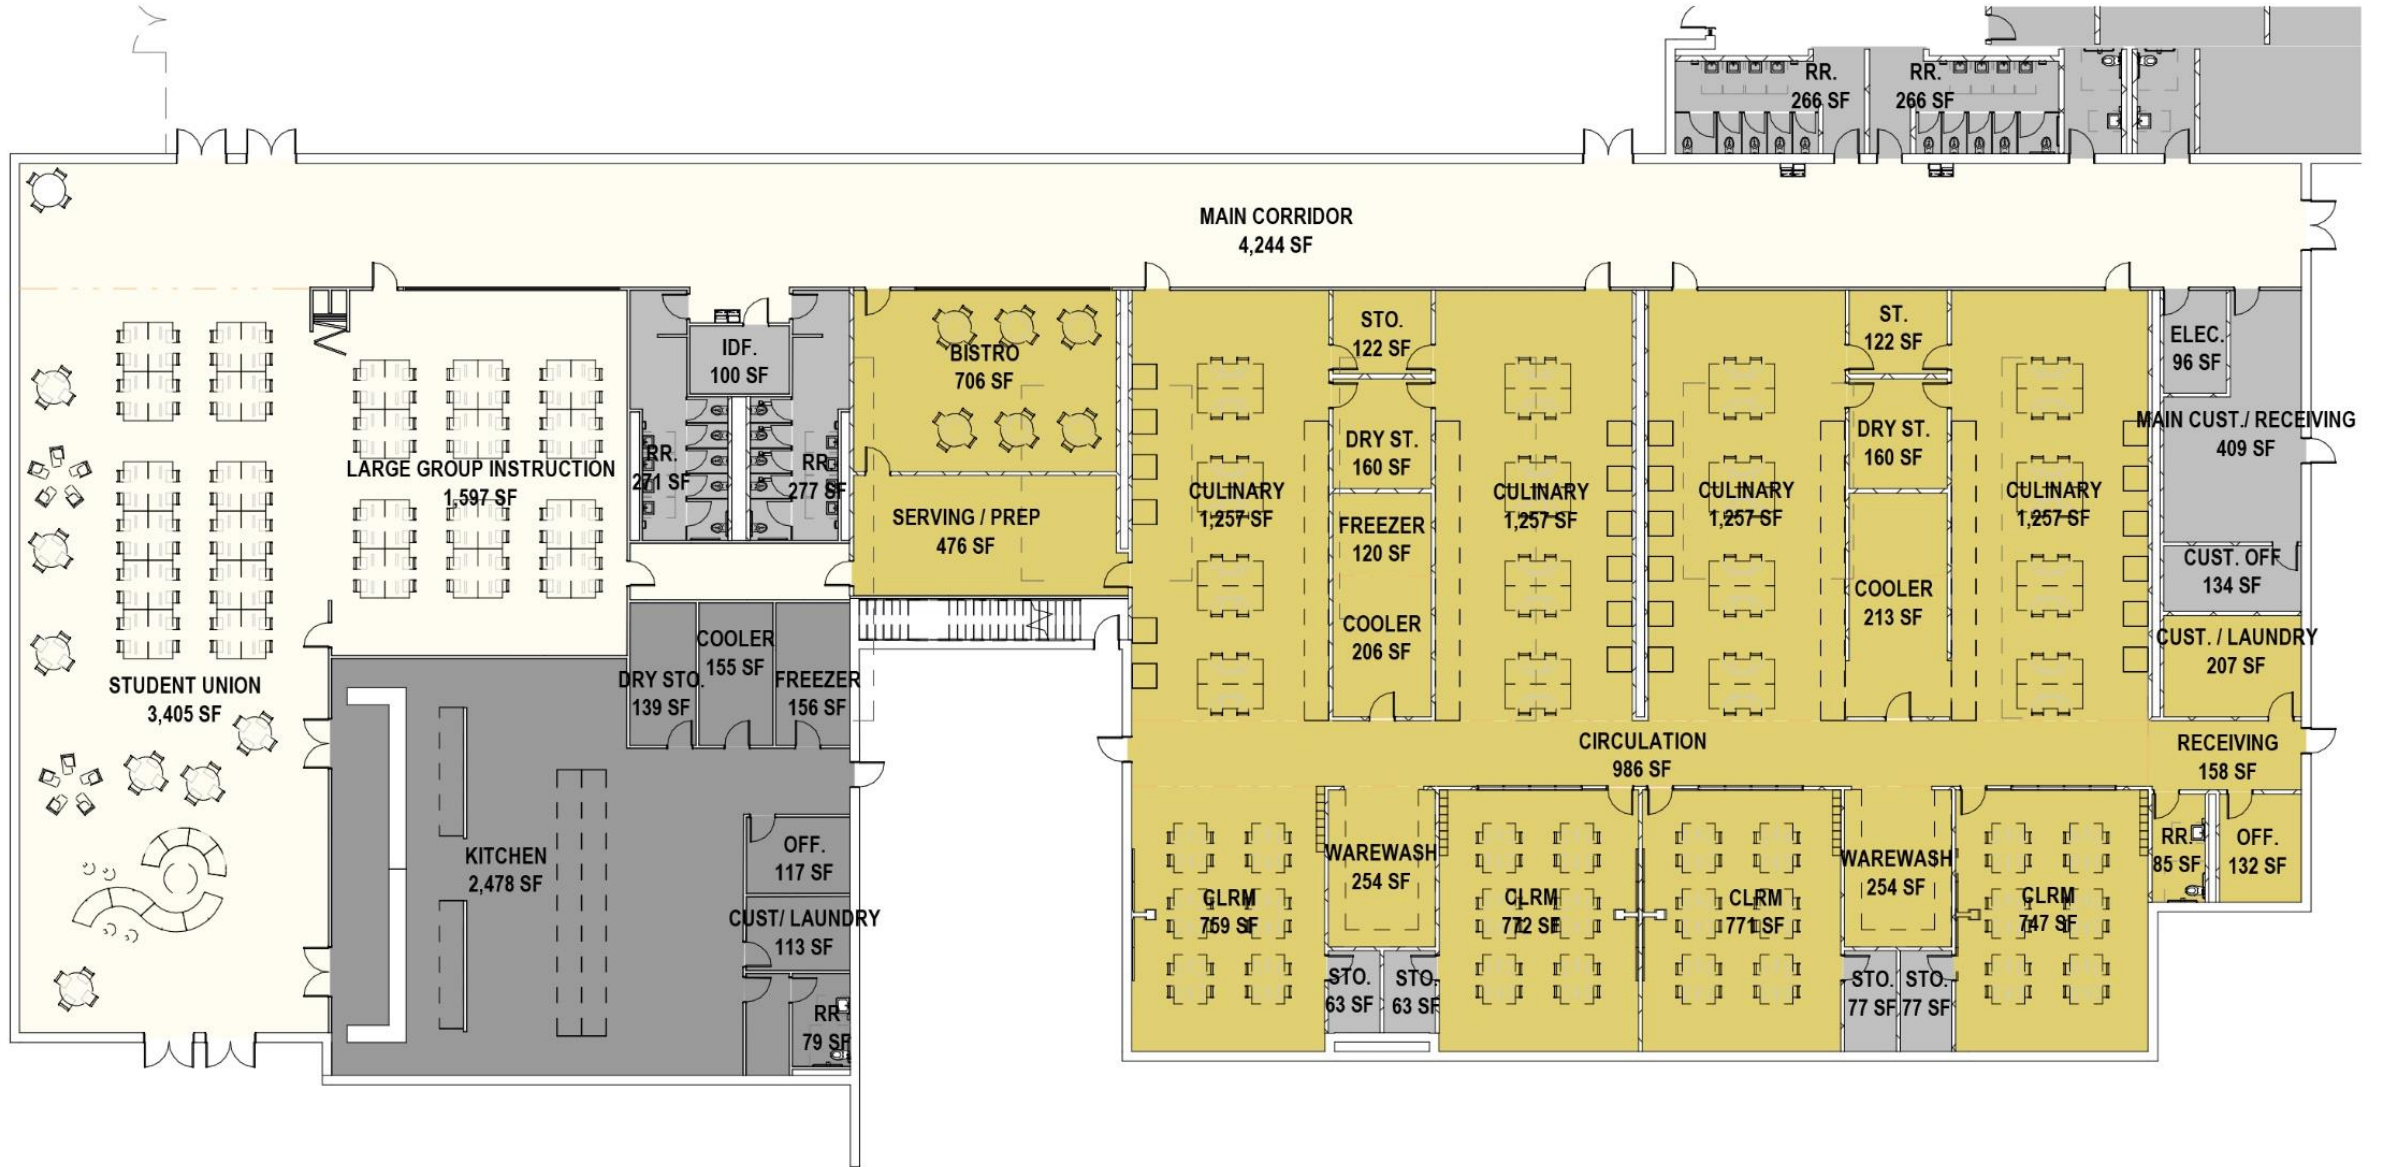 RR.
266 SF
RR.
266 SF
MAIN CORRIDOR
4,244 SF
IDF.
100 SF
BISTRO
706 SF
STO.
122 SF
ST.
122 SF
ELEC.
96 SF
MAIN CUST./ RECEIVING
409 SF
LARGE GROUP INSTRUCTION
1,597 SF
RR.
271 SF
RR.
277 SF
DRY ST.
160 SF
DRY ST.
160 SF
SERVING / PREP
476 SF
CULINARY
1,257 SF
FREEZER
120 SF
CULINARY
1,257 SF
CULINARY
1,257 SF
CULINARY
1,257 SF
CUST. OFF.
134 SF
COOLER
213 SF
COOLER
206 SF
CUST. / LAUNDRY
207 SF
STUDENT UNION
3,405 SF
DRY STO.
139 SF
COOLER
155 SF
FREEZER
156 SF
CIRCULATION
986 SF
RECEIVING
158 SF
KITCHEN
2,478 SF
OFF.
117 SF
CUST/ LAUNDRY
113 SF
RR
79 SF
CLRM
759 SF
WAREWASH
254 SF
CLRM
772 SF
CLRM
771 SF
WAREWASH
254 SF
CLRM
747 SF
RR.
85 SF
OFF.
132 SF
STO.
63 SF
STO.
63 SF
STO.
77 SF
STO.
77 SF